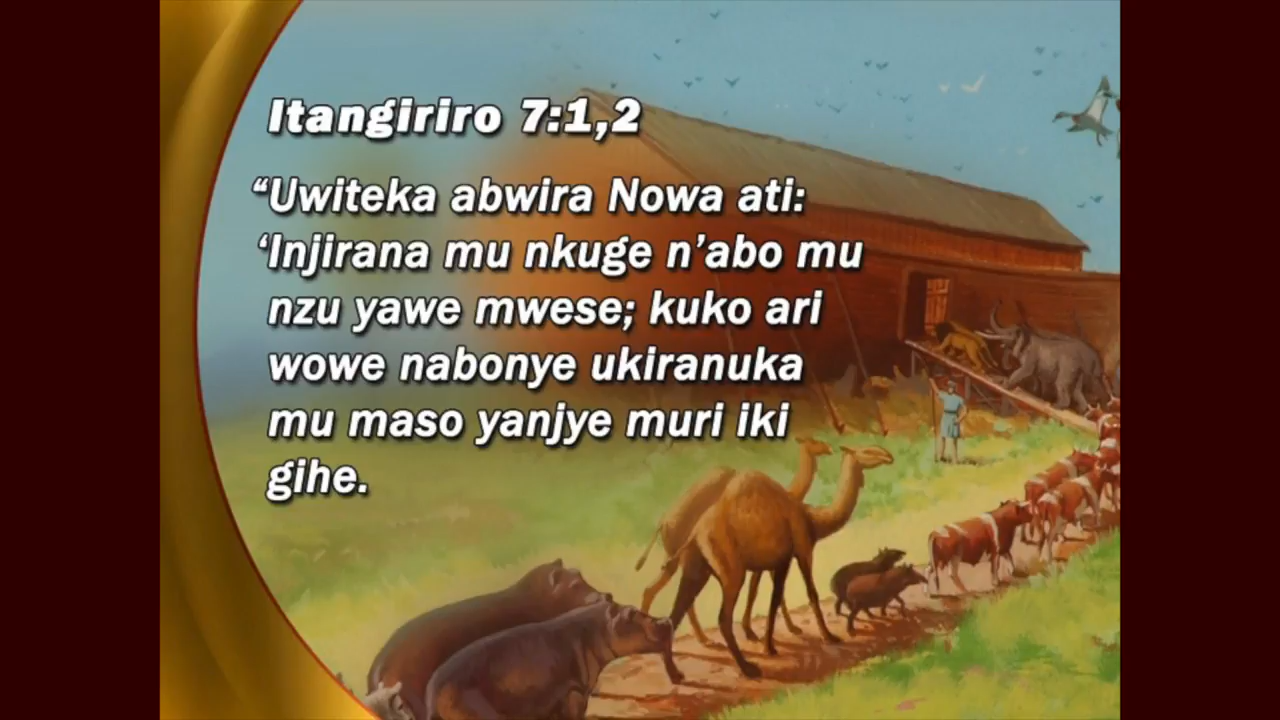 Itangiriro 7:1,2
“Uwiteka abwira Nowa ati:
‘Injirana mu nkuge n’abo mu
nzu yawe mwese; kuko ari
wowe nabonye ukiranuka
mu maso yanjye muri iki
gihe.